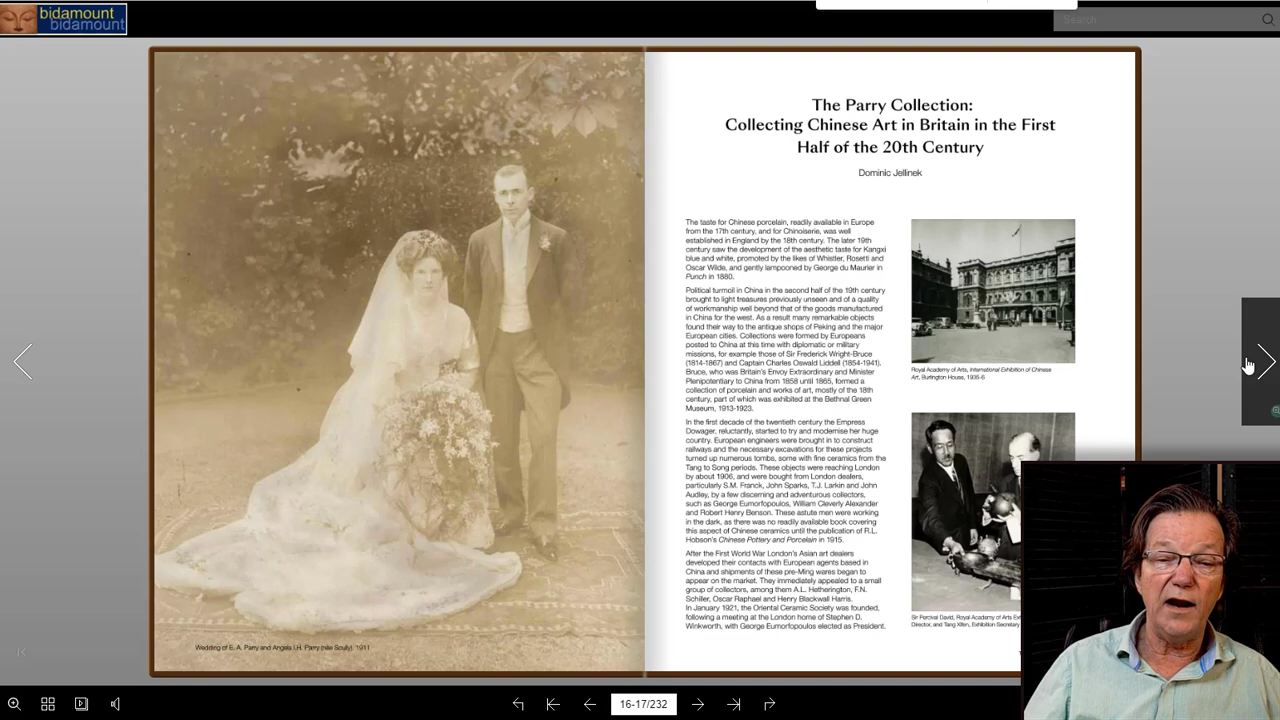 bidamount
bidamount
Search
The Parry Collection:
Collecting Chinese Art in Britain in the First
Half of the 20th Century
Dominic Jellinek
The taste for Chinese porcelain, readily available in Europe
from the 17th century, and for Chinoiserie, was well
established in England by the 18th century. The later 19th
century saw the development of the aesthetic taste for Kangxi
blue and white, promoted by the likes of Whistler, Rosetti and
Oscar Wilde, and gently lampooned by George du Maurier in
Punch in 1880.
Political turmoil in China in the second half of the 19th century
brought to light treasures previously unseen and of a quality
of workmanship well beyond that of the goods manufactured
in China for the west. As a result many remarkable objects
found their way to the antique shops of Peking and the major
European cities. Collections were formed by Europeans
posted to China at this time with diplomatic or military
missions, for example those of Sir Frederick Wright-Bruce
(1814-1867) and Captain Charles Oswald Liddell (1854-1941).
Bruce, who was Britain's Envoy Extraordinary and Minister
Plenipotentiary to China from 1858 until 1865, formed a
collection of porcelain and works of art, mostly of the 18th
century, part of which was exhibited at the Bethnal Green
Museum, 1913-1923.
In the first decade of the twentieth century the Empress
Dowager, reluctantly, started to try and modernise her huge
country. European engineers were brought in to construct
railways and the necessary excavations for these projects
turned up numerous tombs, some with fine ceramics from the
Tang to Song periods. These objects were reaching London
by about 1906, and were bought from London dealers,
particularly S.M. Franck, John Sparks, T.J. Larkin and John
Audley, by a few discerning and adventurous collectors,
such as George Eumorfopoulos, William Cleverly Alexander
and Robert Henry Benson. These astute men were working
in the dark, as there was no readily available book covering
this aspect of Chinese ceramics until the publication of R.L.
Hobson's Chinese Pottery and Porcelain in 1915.
After the First World War London's Asian art dealers
developed their contacts with European agents based in
China and shipments of these pre-Ming wares began to
appear on the market. They immediately appealed to a small
group of collectors, among them A.L. Hetherington, F.N.
Schiller, Oscar Raphael and Henry Blackwall Harris.
In January 1921, the Oriental Ceramic Society was founded,
following a meeting at the London home of Stephen D.
Winkworth, with George Eumorfopoulos elected as President.
Royal Academy of Arts, International Exhibition of Chinese
Art, Burlington House, 1935-6
Sir Percival David, Royal Academy of Arts
Director, and Tang Xifen, Exhibition Secretary
Wedding of E. A. Parry and Angela I.H. Parry (née Scully), 1911
16-17/232